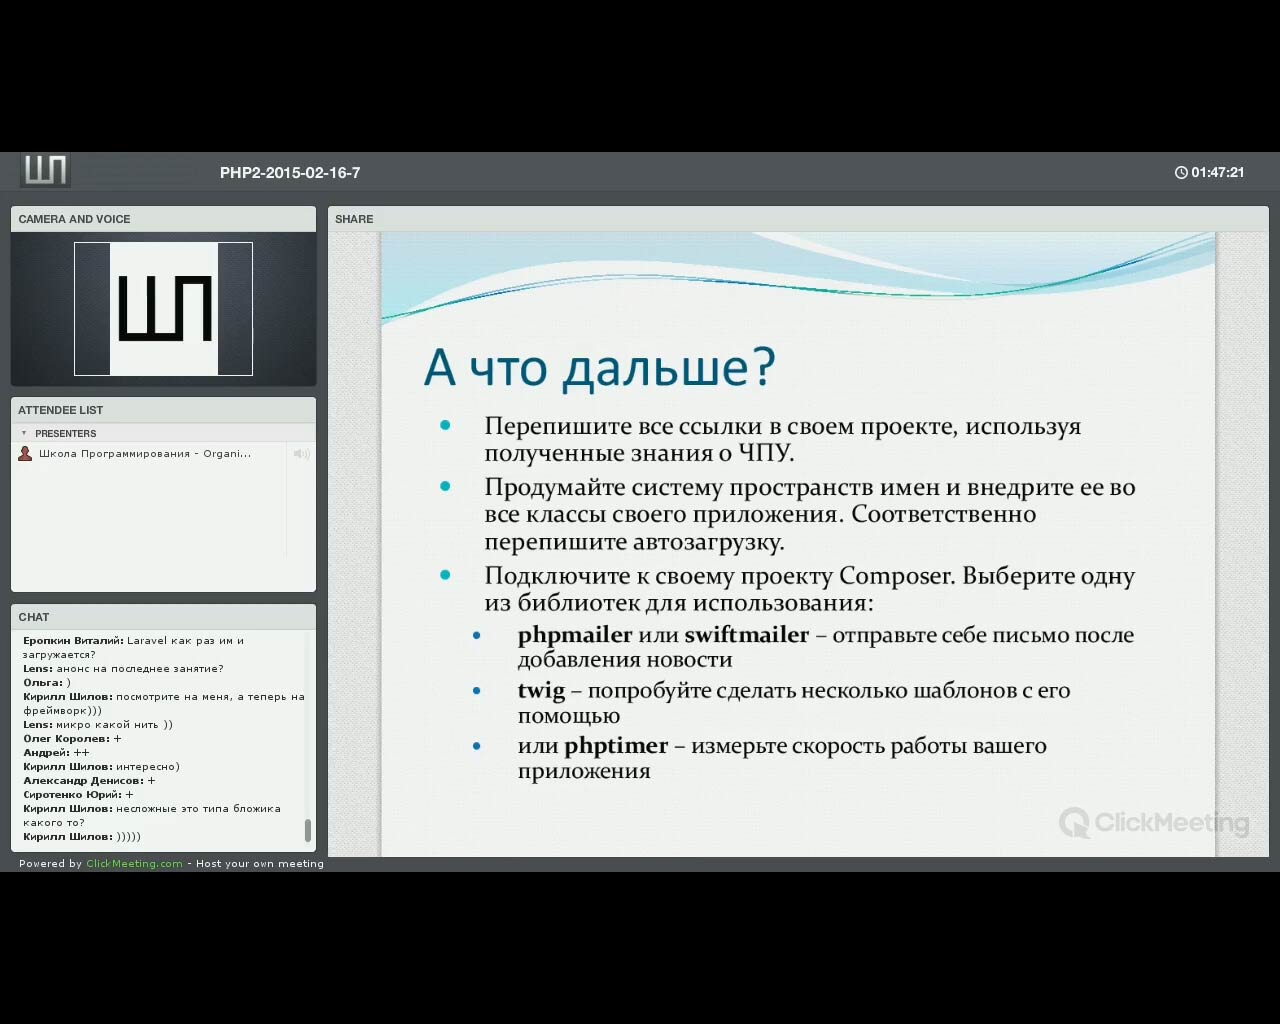 ШП
PHP2-2015-02-16-7
01:47:21
CAMERA AND VOICE
ШП
ATTENDEE LIST
PRESENTERS
Школа Программирования - Organi...
CHAT
Еропкин Виталий: Laravel как раз им и
загружается?
Lens: анонс на последнее занятие?
Ольга: )
Кирилл Шилов: посмотрите на меня, а теперь на
фреймворк)))
Lens: микро какой нить ))
Олег Королев: +
Андрей: ++
Кирилл Шилов: интересно)
Александр Денисов: +
Сиротенко Юрий: +
Кирилл Шилов: несложные это типа бложика
какого то?
Кирилл Шилов: )))))
SHARE
А что дальше?
Перепишите все ссылки в своем проекте, используя
полученные знания о ЧПУ.
Продумайте систему пространств имен и внедрите ее во
все классы своего приложения. Соответственно
перепишите автозагрузку.
Подключите к своему проекту Composer. Выберите одну
из библиотек для использования:
phpmailer или swiftmailer – отправьте себе письмо после
добавления новости
twig – попробуйте сделать несколько шаблонов с его
помощью
или phptimer – измерьте скорость работы вашего
приложения
ClickMeeting
Powered by ClickMeeting.com - Host your own meeting